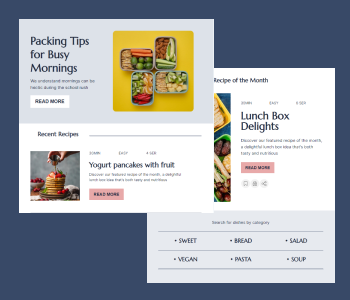 Packing Tips
for Busy
Mornings
We understand mornings can be
hectic during the school rush
READ MORE
Recent Recipes
20MIN EASY 4 SER
Yogurt pancakes with fruit
Discover our featured recipe of the month, a delightful
lunch box idea that's both tasty and nutritious.
READ MORE
Recipe of the Month
20MIN EASY 6 SER
Lunch Box
Delights
Discover our featured recipe of the month,
a delightful lunch box idea that's both
tasty and nutritious.
READ MORE
Search for dishes by category
• SWEET • BREAD • SALAD
• VEGAN • PASTA • SOUP